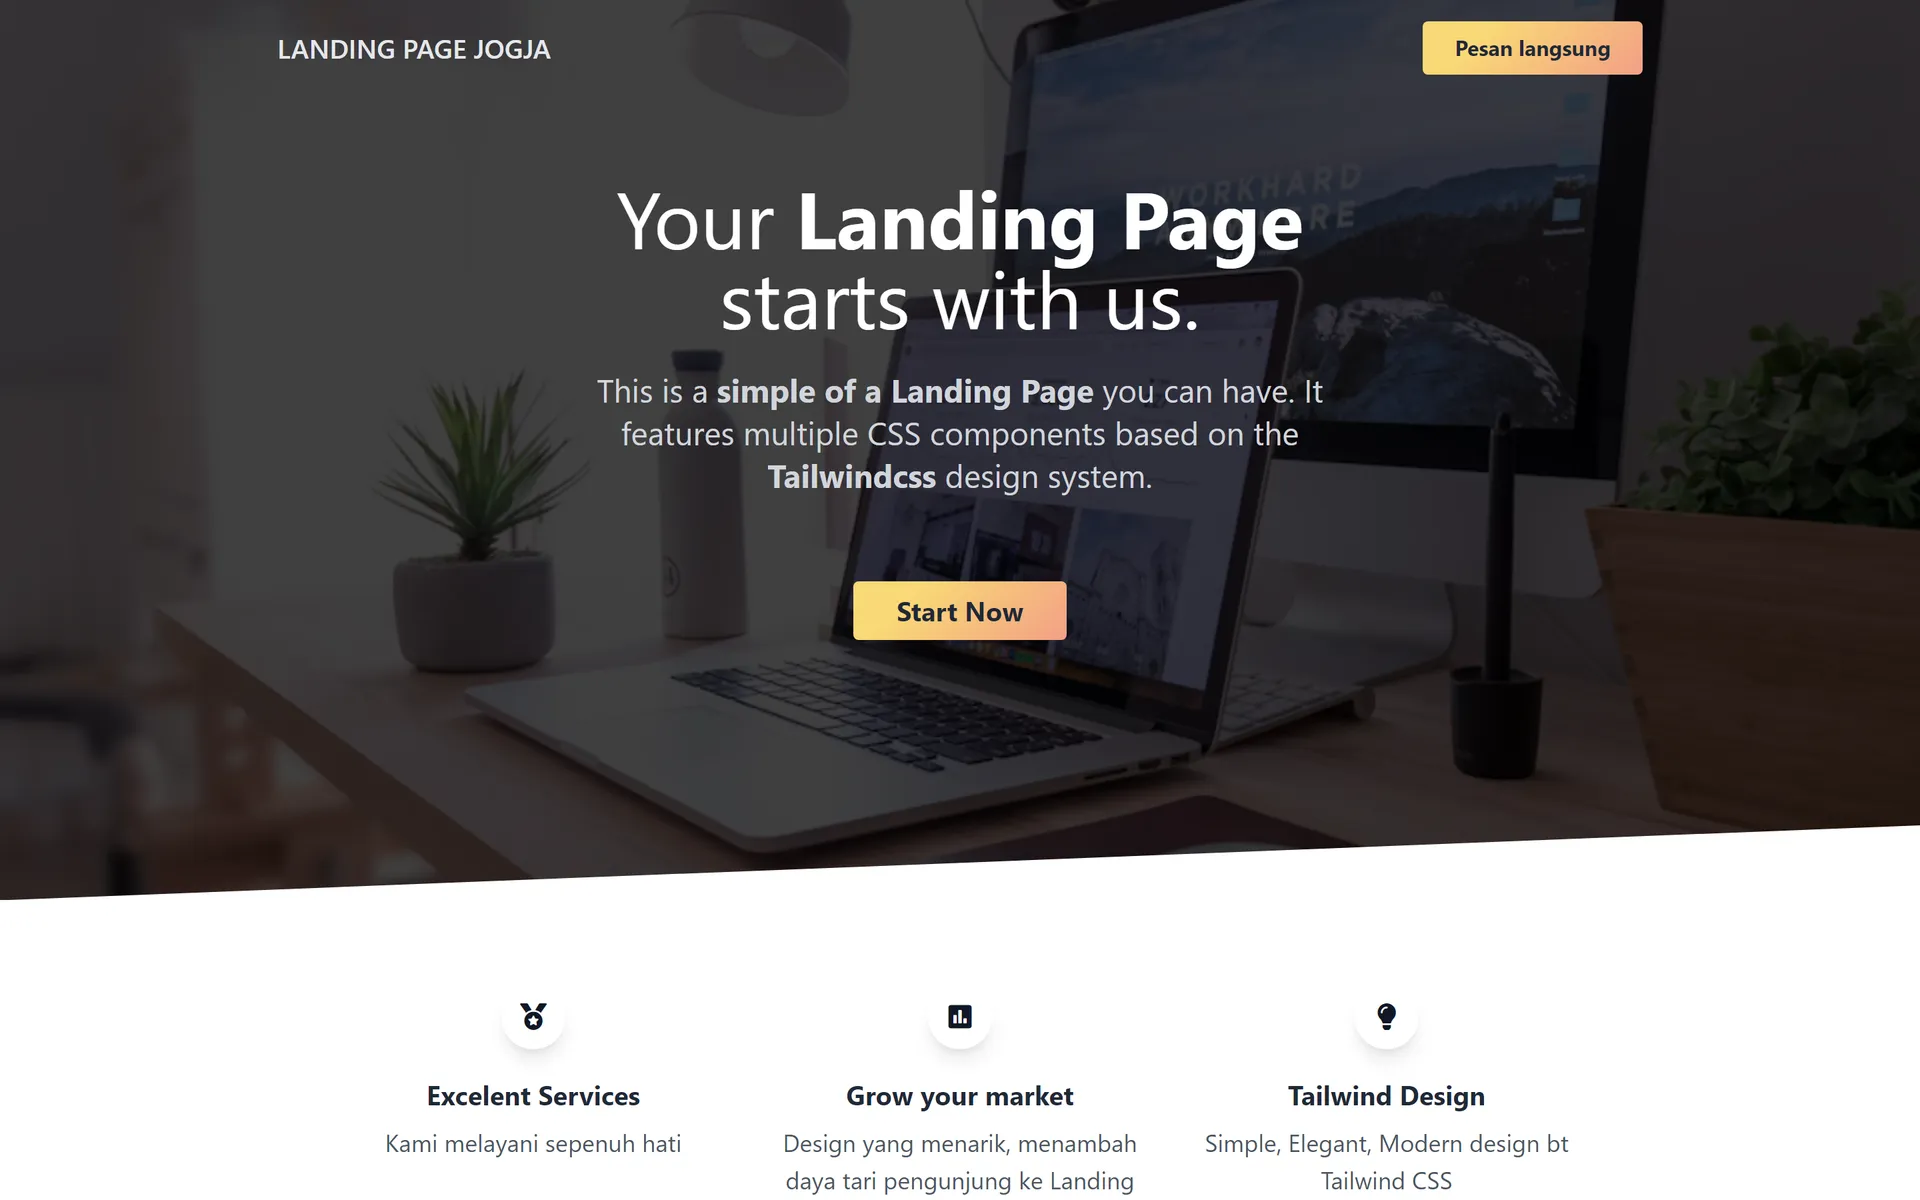 LANDING PAGE JOGJA
Pesan langsung
WORKHARD
Your Landing Page
starts with us.
This is a simple of a Landing Page you can have. It
features multiple CSS components based on the
Tailwindcss design system.
Start Now
Excelent Services
Kami melayani sepenuh hati
Grow your market
Design yang menarik, menambah
daya tari pengunjung ke Landing
Tailwind Design
Simple, Elegant, Modern design bt
Tailwind CSS